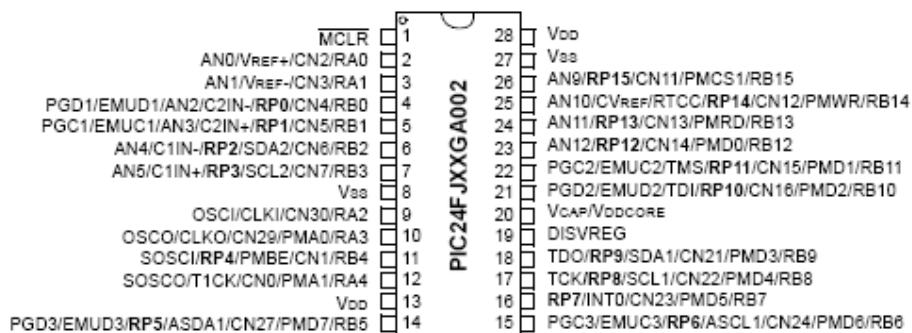 MCLR 1
AN0/VREF+/CN2/RA0 2
AN1/VREF-/CN3/RA1 3
PGD1/EMUD1/AN2/C2IN-/RP0/CN4/RB0 4
PGC1/EMUC1/AN3/C2IN+/RP1/CN5/RB1 5
AN4/C1IN-/RP2/SDA2/CN6/RB2 6
AN5/C1IN+/RP3/SCL2/CN7/RB3 7
VSS 8
OSCI/CLKI/CN30/RA2 9
OSCO/CLKO/CN29/PMA0/RA3 10
SOSCI/RP4/PMBE/CN1/RB4 11
SOSCO/T1CK/CN0/PMA1/RA4 12
VDD 13
PGD3/EMUD3/RP5/ASDA1/CN27/PMD7/RB5 14
PIC24FJXXGA002
28 VDD
27 VSS
26 AN9/RP15/CN11/PMCS1/RB15
25 AN10/CVREF/RTCC/RP14/CN12/PMWR/RB14
24 AN11/RP13/CN13/PMRD/RB13
23 AN12/RP12/CN14/PMD0/RB12
22 PGC2/EMUC2/TMS/RP11/CN15/PMD1/RB11
21 PGD2/EMUD2/TDI/RP10/CN16/PMD2/RB10
20 VCAP/VDDCORE
19 DISVREG
18 TDO/RP9/SDA1/CN21/PMD3/RB9
17 TCK/RP8/SCL1/CN22/PMD4/RB8
16 RP7/INT0/CN23/PMD5/RB7
15 PGC3/EMUC3/RP6/ASCL1/CN24/PMD6/RB6